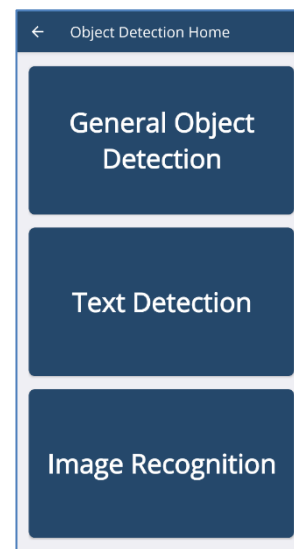 Object Detection Home
General Object
Detection
Text Detection
Image Recognition